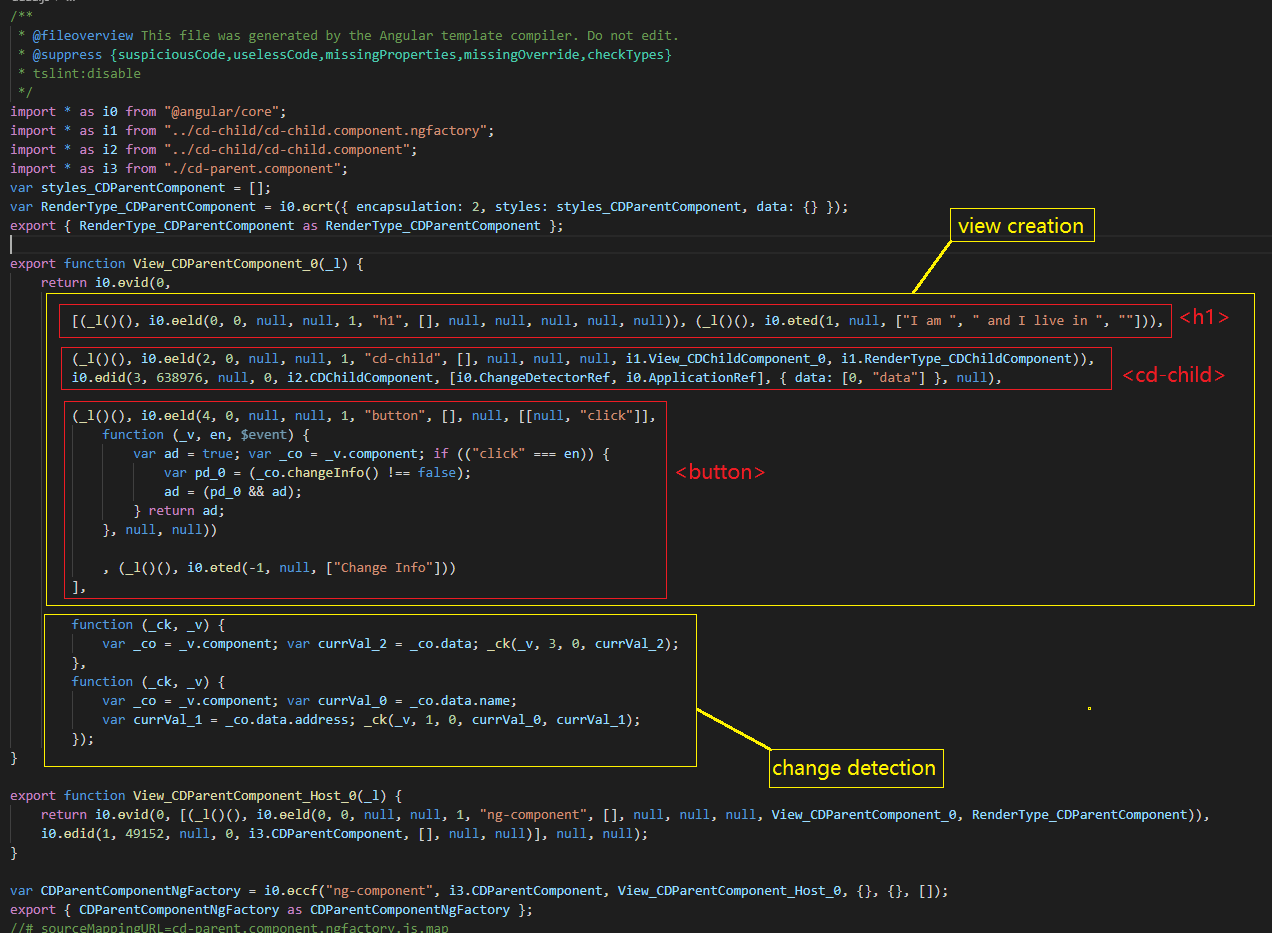 /**
 * @fileoverview This file was generated by the Angular template compiler. Do not edit.
 * @suppress {suspiciousCode,uselessCode,missingProperties,missingOverride,checkTypes}
 * tslint:disable
 */
import * as i0 from "@angular/core";
import * as i1 from "../cd-child/cd-child.component.ngfactory";
import * as i2 from "../cd-child/cd-child.component";
import * as i3 from "./cd-parent.component";
var styles_CDParentComponent = [];
var RenderType_CDParentComponent = i0.ɵcrt({ encapsulation: 2, styles: styles_CDParentComponent, data: {} });
export { RenderType_CDParentComponent as RenderType_CDParentComponent };
view creation
export function View_CDParentComponent_0(_l) {
    return i0.ɵvid(0,
        [(_l()(), i0.ɵeld(0, 0, null, null, 1, "h1", [], null, null, null, null, null)), (_l()(), i0.ɵted(1, null, ["I am ", " and I live in ", ""])),
<h1>
        (_l()(), i0.ɵeld(2, 0, null, null, 1, "cd-child", [], null, null, null, i1.View_CDChildComponent_0, i1.RenderType_CDChildComponent)),
        i0.ɵdid(3, 638976, null, 0, i2.CDChildComponent, [i0.ChangeDetectorRef, i0.ApplicationRef], { data: [0, "data"] }, null),
<cd-child>
        (_l()(), i0.ɵeld(4, 0, null, null, 1, "button", [], null, [[null, "click"]],
            function (_v, en, $event) {
                var ad = true; var _co = _v.component; if (("click" === en)) {
                    var pd_0 = (_co.changeInfo() !== false);
                    ad = (pd_0 && ad);
                } return ad;
            }, null, null))
            , (_l()(), i0.ɵted(-1, null, ["Change Info"]))
        ],
<button>
        function (_ck, _v) {
            var _co = _v.component; var currVal_2 = _co.data; _ck(_v, 3, 0, currVal_2);
        },
        function (_ck, _v) {
            var _co = _v.component; var currVal_0 = _co.data.name;
            var currVal_1 = _co.data.address; _ck(_v, 1, 0, currVal_0, currVal_1);
        });
}
change detection
export function View_CDParentComponent_Host_0(_l) {
    return i0.ɵvid(0, [(_l()(), i0.ɵeld(0, 0, null, null, 1, "ng-component", [], null, null, null, View_CDParentComponent_0, RenderType_CDParentComponent)),
    i0.ɵdid(1, 49152, null, 0, i3.CDParentComponent, [], null, null)], null, null);
}
var CDParentComponentNgFactory = i0.ɵccf("ng-component", i3.CDParentComponent, View_CDParentComponent_Host_0, {}, {}, []);
export { CDParentComponentNgFactory as CDParentComponentNgFactory };
//# sourceMappingURL=cd-parent.component.ngfactory.js.map